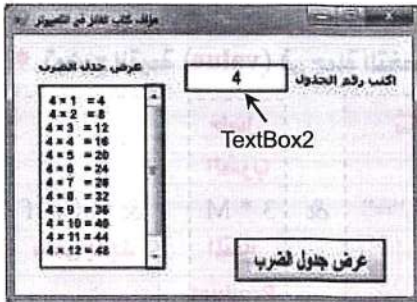 مؤلف كتاب فى الكمبيوتر
اكتب رقم الجدول
4
TextBox2
عرض جدول الضرب
4 × 1 = 4
4 × 2 = 8
4 × 3 = 12
4 × 4 = 16
4 × 5 = 20
4 × 6 = 24
4 × 7 = 28
4 × 8 = 32
4 × 9 = 36
4 × 10 = 40
4 × 11 = 44
4 × 12 = 48
عرض جدول الضرب